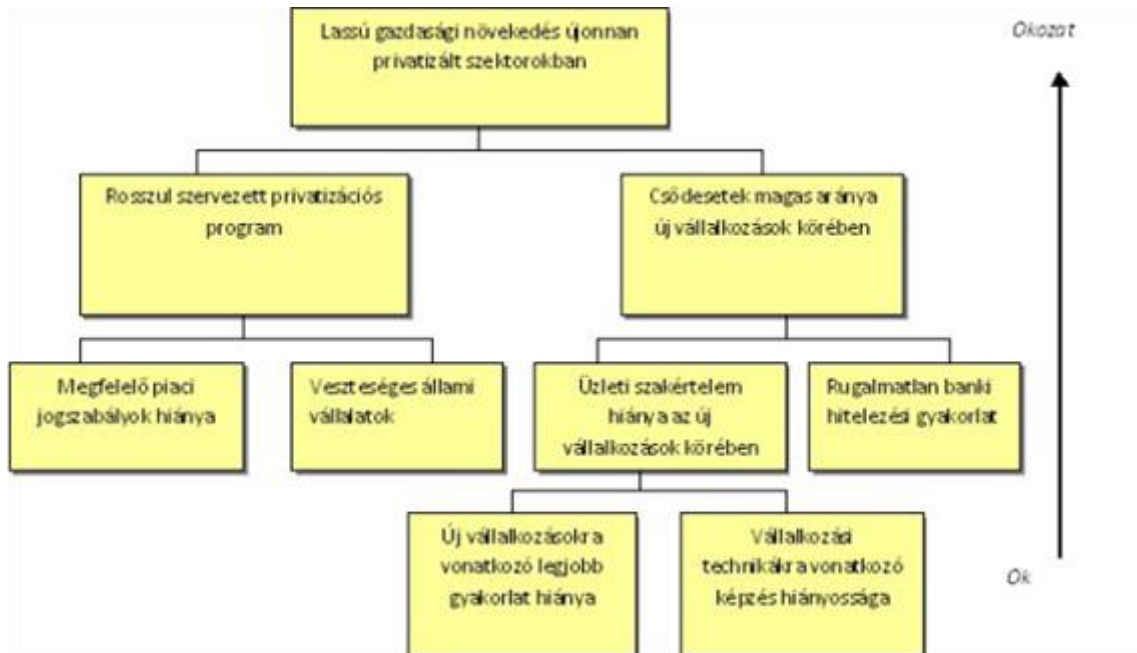 Lassú gazdasági növekedés újonnan
privatizált szektorokban
Okozat
Rosszul szervezett privatizációs
program
Csődesetek magas aránya
új vállalkozások körében
Megfelelő piaci
jogszabályok hiánya
Veszteséges állami
vállalatok
Üzleti szakértelem
hiánya az új
vállalkozások körében
Rugalmatlan banki
hitelezési gyakorlat
Új vállalkozásokra
vonatkozó legjobb
gyakorlat hiánya
Vállalkozási
technikákra vonatkozó
képzés hiányossága
Ok